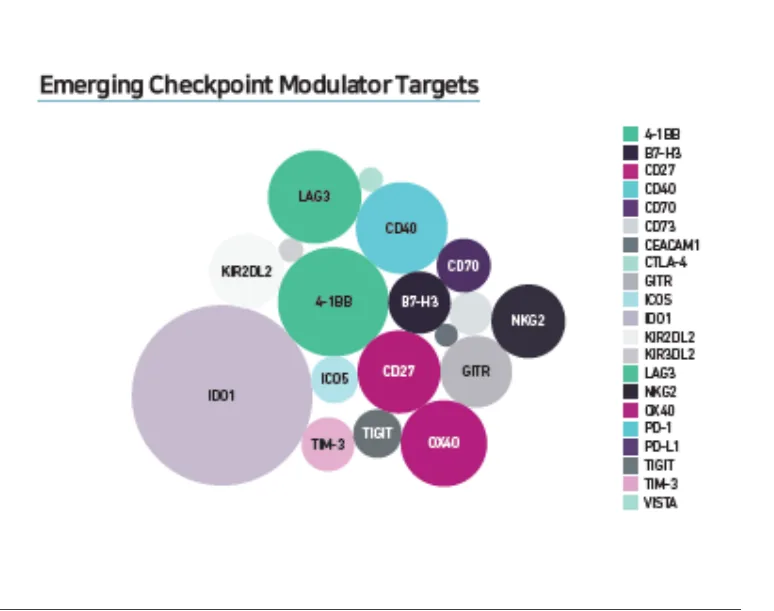 Emerging Checkpoint Modulator Targets
LAG3
CD40
KIR2DL2
CD70
4-1BB
B7-H3
NKG2
IDO1
ICO5
CD27
GITR
TIM-3
TIGIT
OX40
4-1BB
B7-H3
CD27
CD40
CD70
CD73
CEACAM1
CTLA-4
GITR
ICO5
IDO1
KIR2DL2
KIR3DL2
LAG3
NKG2
OX40
PD-1
PD-L1
TIGIT
TIM-3
VISTA